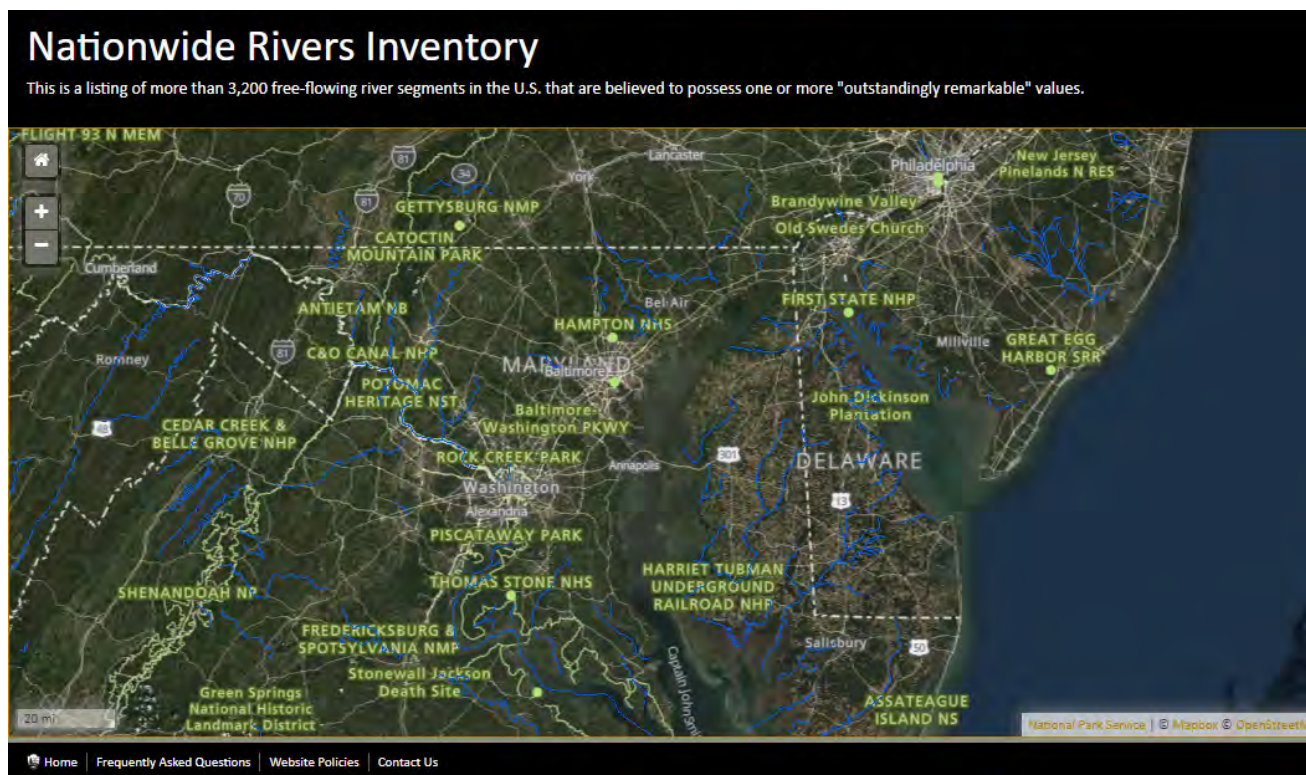 Nationwide Rivers Inventory
This is a listing of more than 3,200 free-flowing river segments in the U.S. that are believed to possess one or more "outstandingly remarkable" values.
FLIGHT 93 N MEM
81
Lancaster
Philadelphia
New Jersey
Pinelands N RES
34
York
70
81
GETTYSBURG NMP
Brandywine Valley
Old Swedes Church
CATOCTIN
MOUNTAIN PARK
+
−
Cumberland
ANTIETAM NB
Bel Air
FIRST STATE NHP
HAMPTON NHS
81
C&O CANAL NHP
Romney
MARYLAND
Baltimore
Millville
GREAT EGG
HARBOR SRR
POTOMAC
HERITAGE NST
John Dickinson
Plantation
Baltimore-
Washington PKWY
48
CEDAR CREEK &
BELLE GROVE NHP
ROCK CREEK PARK
Annapolis
301
DELAWARE
Washington
13
Alexandria
PISCATAWAY PARK
THOMAS STONE NHS
HARRIET TUBMAN
UNDERGROUND
RAILROAD NHP
SHENANDOAH NP
FREDERICKSBURG &
SPOTSYLVANIA NMP
Salisbury
50
Stonewall Jackson
Death Site
Captain John Smi
Green Springs
National Historic
Landmark District -
ASSATEAGUE
ISLAND NS
20 mi
National Park Service | © Mapbox © OpenStreetM
Home | Frequently Asked Questions | Website Policies | Contact Us